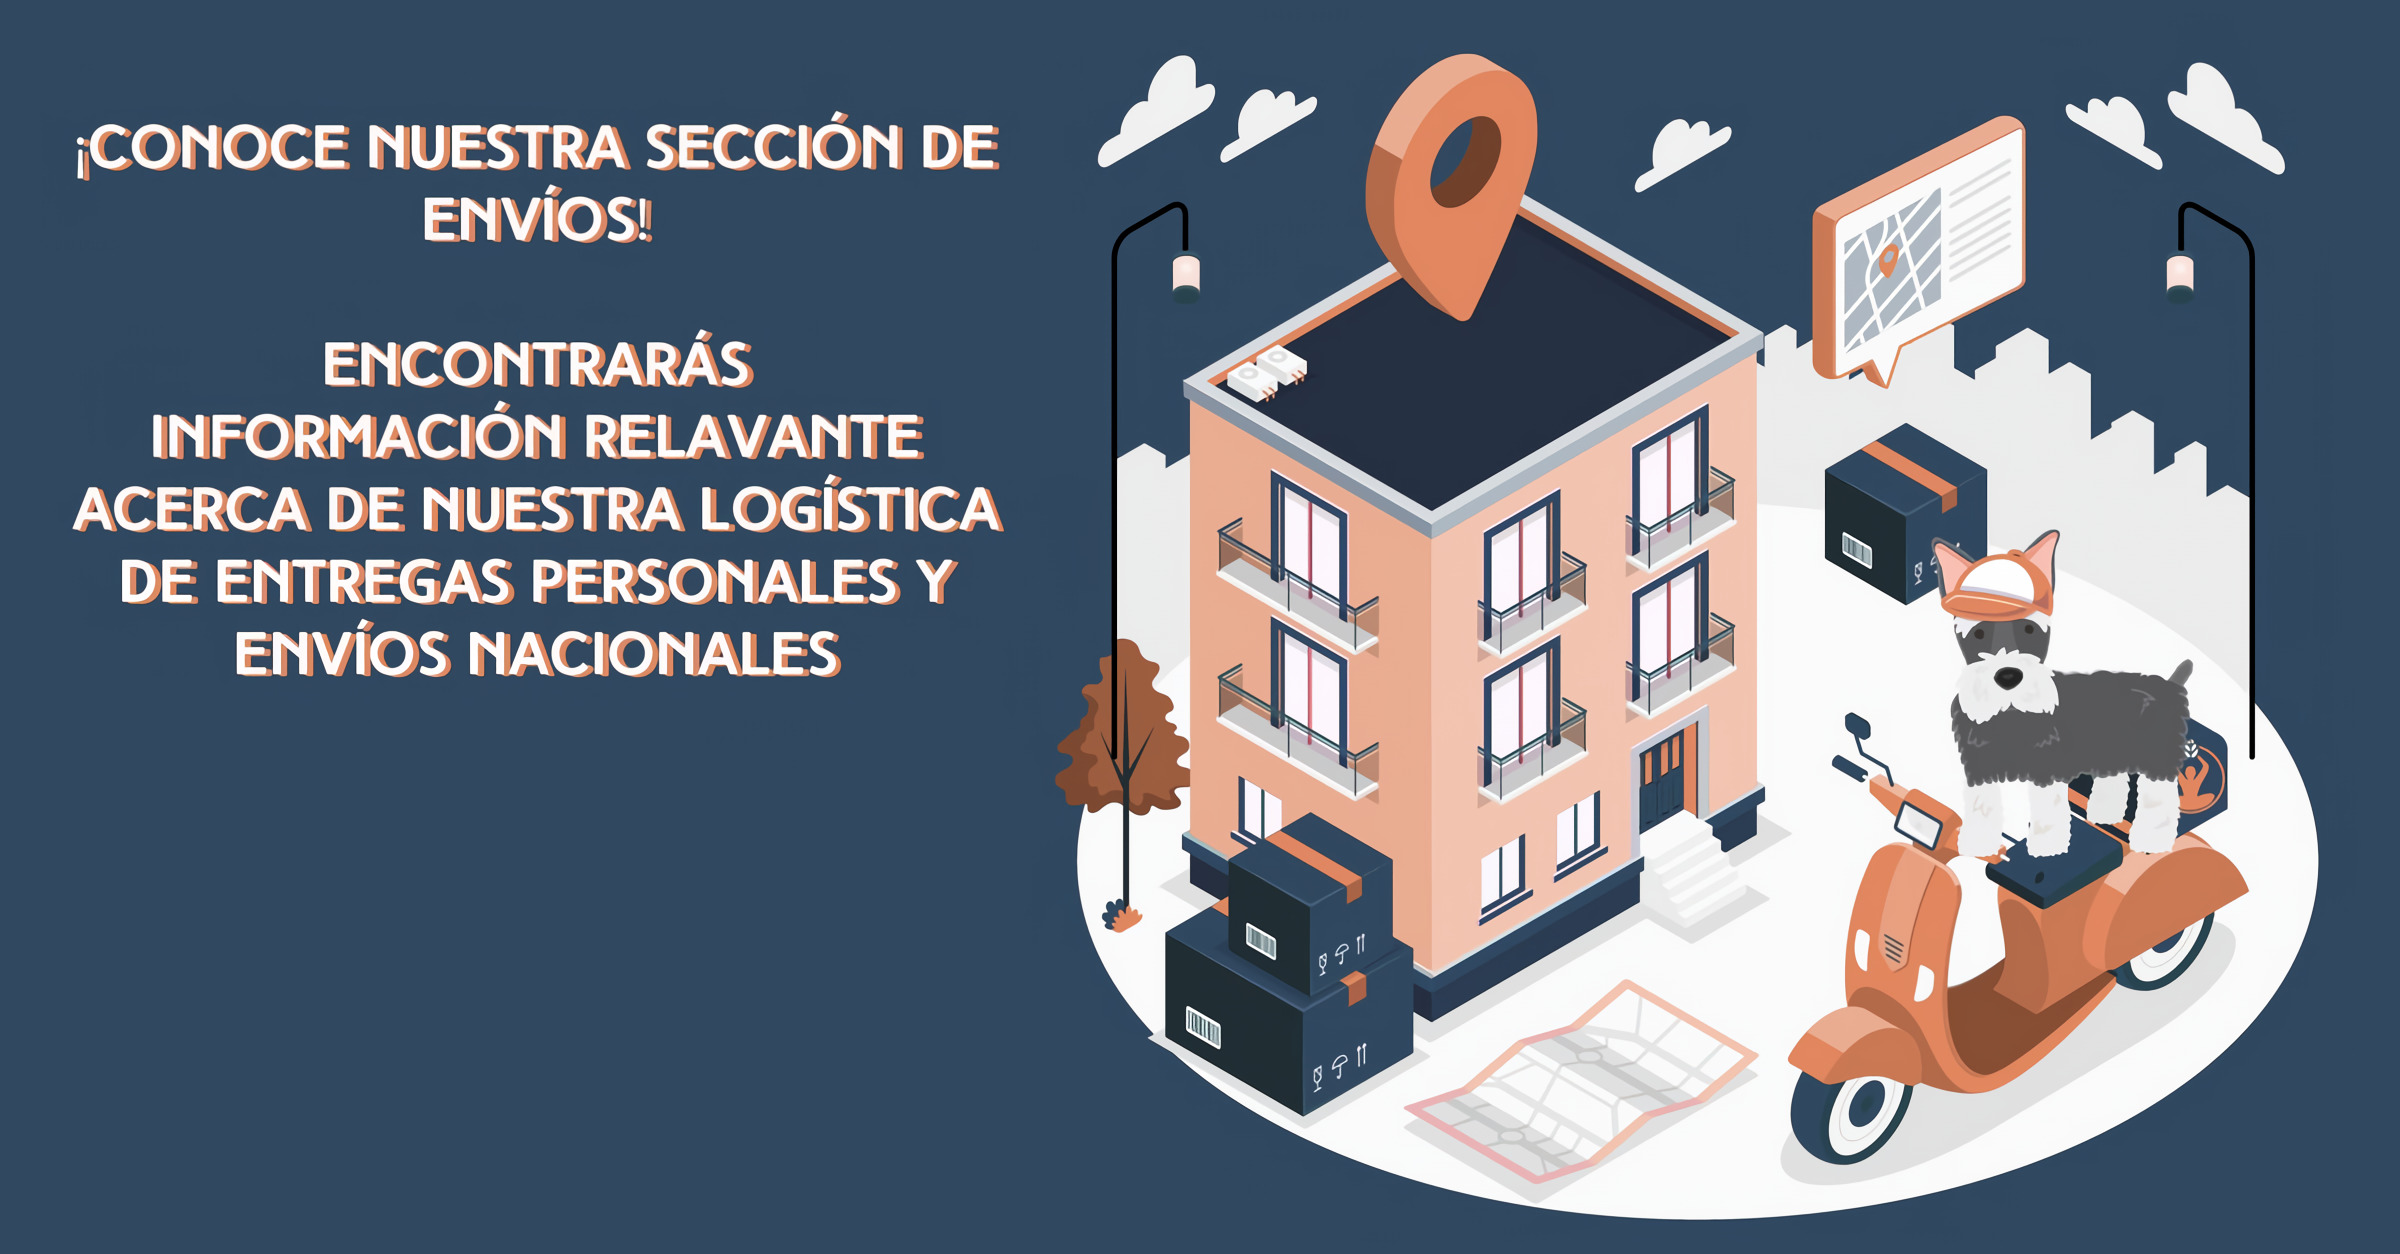 ¡CONOCE NUESTRA SECCIÓN DE
ENVÍOS!
ENCONTRARÁS
INFORMACIÓN RELAVANTE
ACERCA DE NUESTRA LOGÍSTICA
DE ENTREGAS PERSONALES Y
ENVÍOS NACIONALES